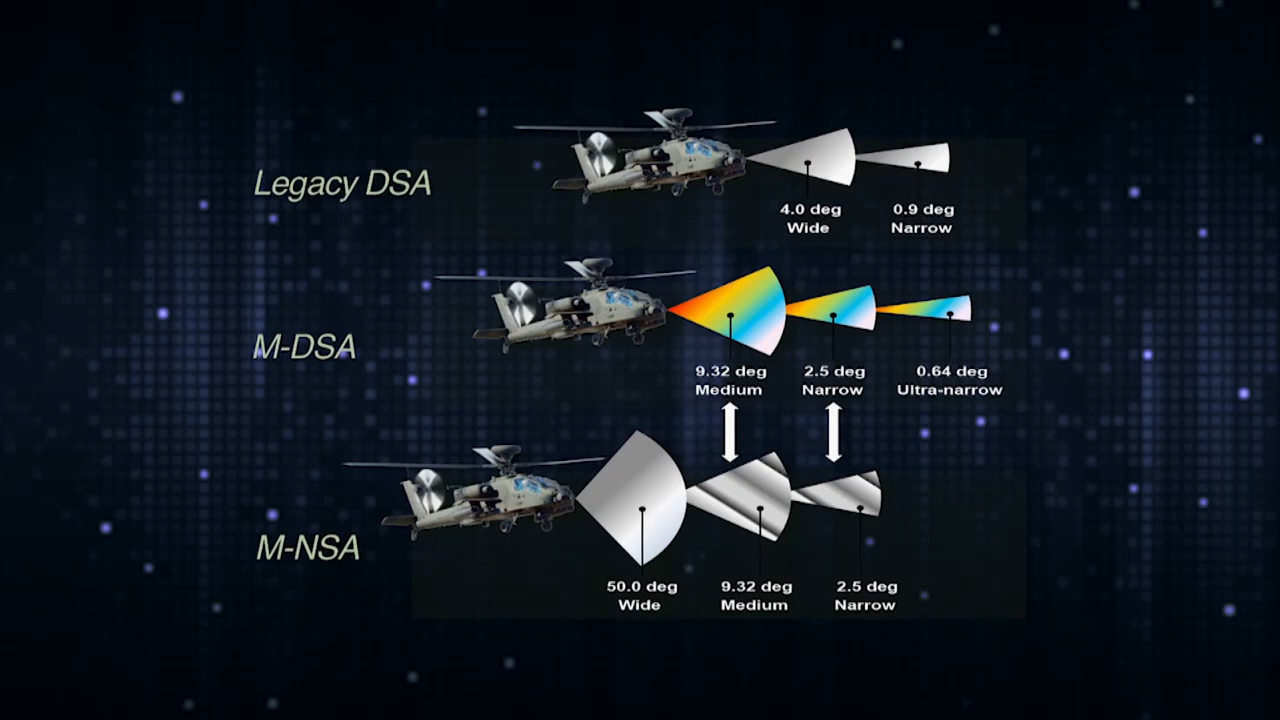 Legacy DSA
4.0 deg
Wide
0.9 deg
Narrow
M-DSA
9.32 deg
Medium
2.5 deg
Narrow
0.64 deg
Ultra-narrow
M-NSA
50.0 deg
Wide
9.32 deg
Medium
2.5 deg
Narrow